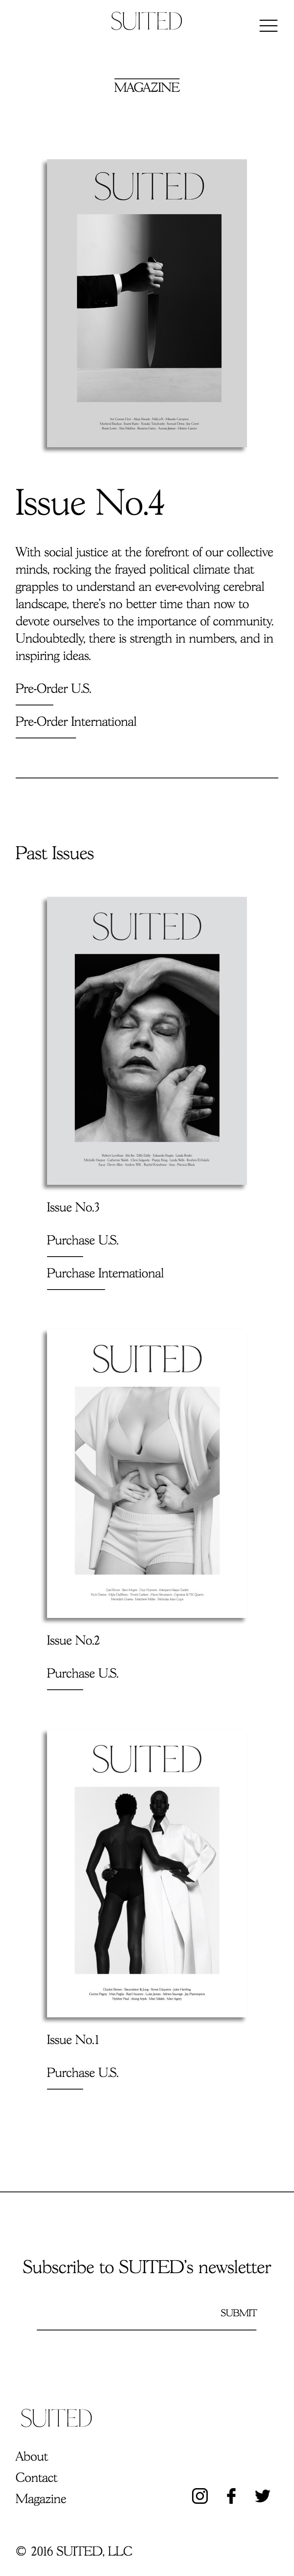 SUITED
MAGAZINE
SUITED
Issue No.4
With social justice at the forefront of our collective
minds, rocking the frayed political climate that
grapples to understand an ever-evolving cerebral
landscape, there's no better time than now to
devote ourselves to the importance of community.
Undoubtedly, there is strength in numbers, and in
inspiring ideas.
Pre-Order U.S.
Pre-Order International
Past Issues
SUITED
Issue No.3
Purchase U.S.
Purchase International
SUITED
Issue No.2
Purchase U.S.
SUITED
Issue No.1
Purchase U.S.
Subscribe to SUITED's newsletter
SUBMIT
SUITED
About
Contact
Magazine
© 2016 SUITED, LLC